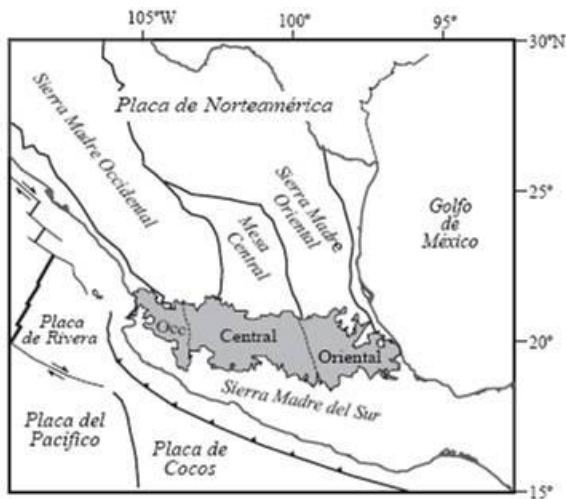 105°W
100°
95°
30°N
Placa de Norteamérica
Sierra Madre Occidental
Sierra Madre
Oriental
Mesa
Central
25°
Golfo
de
México
Occ
Central
Oriental
20°
Placa
de Rivera
Sierra Madre del Sur
Placa del
Pacífico
Placa de
Cocos
15°